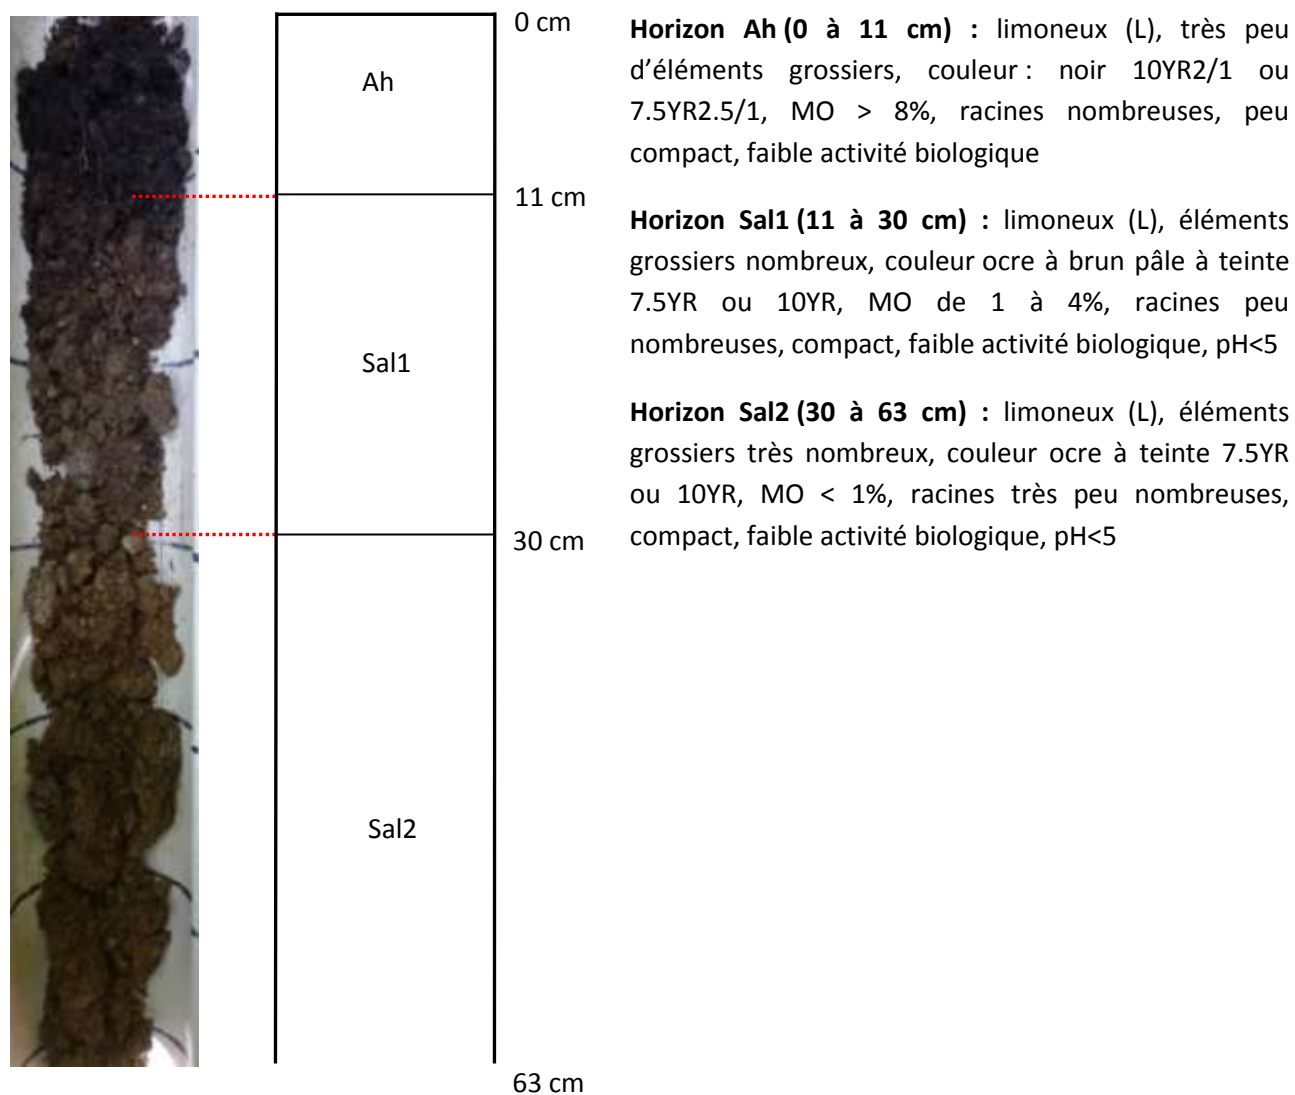 0 cm
Ah
11 cm
Sal1
30 cm
Sal2
63 cm
Horizon Ah (0 à 11 cm) : limoneux (L), très peu
d’éléments grossiers, couleur : noir 10YR2/1 ou
7.5YR2.5/1, MO > 8%, racines nombreuses, peu
compact, faible activité biologique
Horizon Sal1 (11 à 30 cm) : limoneux (L), éléments
grossiers nombreux, couleur ocre à brun pâle à teinte
7.5YR ou 10YR, MO de 1 à 4%, racines peu
nombreuses, compact, faible activité biologique, pH<5
Horizon Sal2 (30 à 63 cm) : limoneux (L), éléments
grossiers très nombreux, couleur ocre à teinte 7.5YR
ou 10YR, MO < 1%, racines très peu nombreuses,
compact, faible activité biologique, pH<5